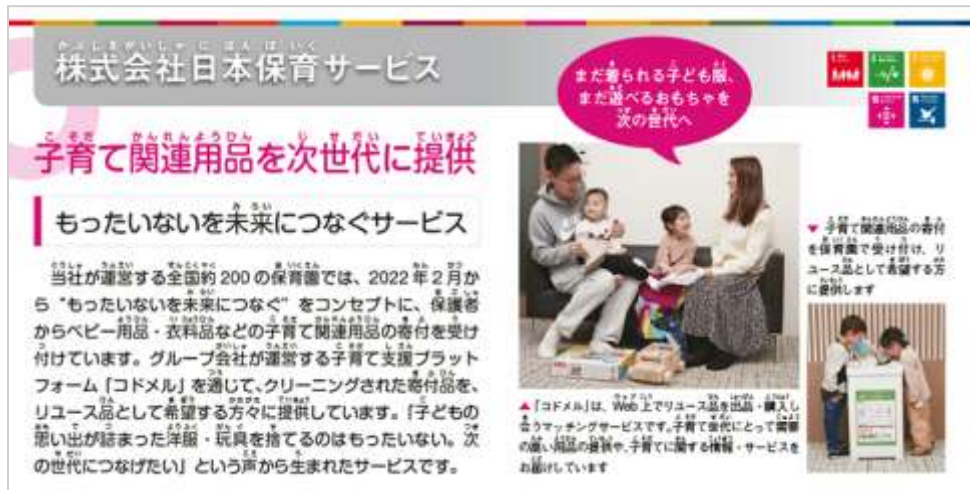 株式会社日本保育サービス
まだ着られる子ども服、
まだ遊べるおもちゃを
次の世代へ
子育て関連用品を次世代に提供
もったいないを未来につなぐサービス
当社が運営する全国約200の保育園では、2022年2月か
ら“もったいないを未来につなぐ”をコンセプトに、保護者
からベビー用品・衣料品などの子育て関連用品の寄付を受け
付けています。グループ会社が運営する子育て支援プラット
フォーム「コドメル」を通じて、クリーニングされた寄付品を、
リユース品として希望する方々に提供しています。「子どもの
思い出が詰まった洋服・玩具を捨てるのはもったいない。次
の世代につなげたい」という声から生まれたサービスです。
▲「コドメル」は、Web上でリユース品を出品・購入し
合うマッチングサービスです。子育て世代にとって需要
の高い用品の提供や、子育てに関する情報・サービスを
お届けしています
▼ 子育て関連用品の寄付
を保育園で受け付け、リ
ユース品として希望する方
に提供します